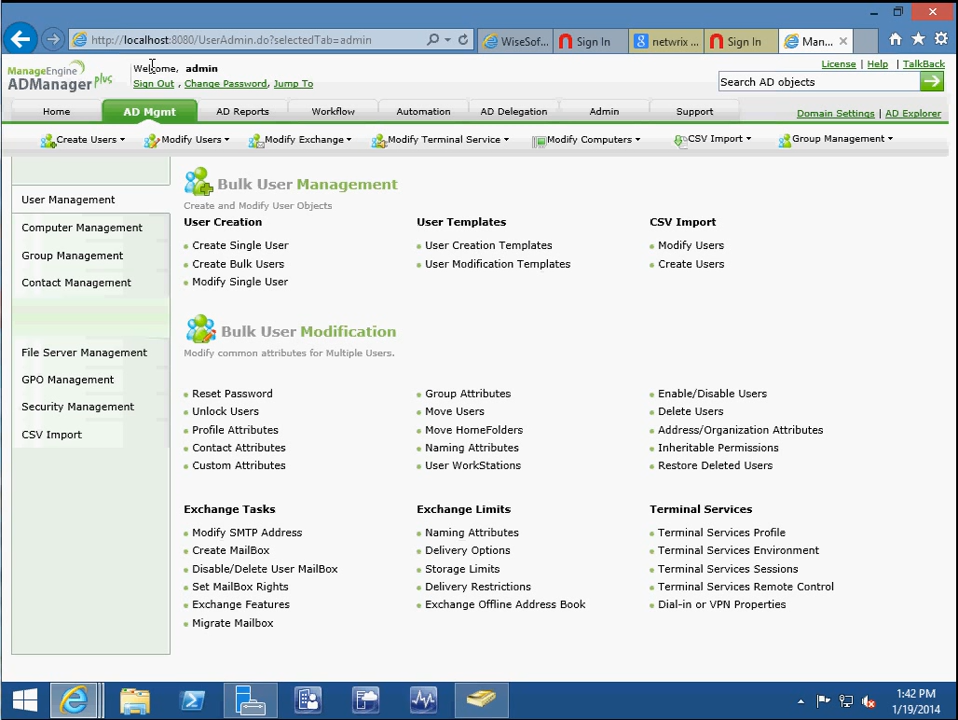 http://localhost:8080/UserAdmin.do?selectedTab=admin
WiseSof...
Sign In
netwrix ...
Sign In
Man...
ManageEngine
ADManager plus
Welcome, admin
Sign Out , Change Password, Jump To
License | Help | TalkBack
Search AD objects
Home
AD Mgmt
AD Reports
Workflow
Automation
AD Delegation
Admin
Support
Domain Settings | AD Explorer
Create Users
Modify Users
Modify Exchange
Modify Terminal Service
Modify Computers
CSV Import
Group Management
User Management
Computer Management
Group Management
Contact Management
File Server Management
GPO Management
Security Management
CSV Import
Bulk User Management
Create and Modify User Objects
User Creation
Create Single User
Create Bulk Users
Modify Single User
User Templates
User Creation Templates
User Modification Templates
CSV Import
Modify Users
Create Users
Bulk User Modification
Modify common attributes for Multiple Users.
Reset Password
Unlock Users
Profile Attributes
Contact Attributes
Custom Attributes
Group Attributes
Move Users
Move HomeFolders
Naming Attributes
User WorkStations
Enable/Disable Users
Delete Users
Address/Organization Attributes
Inheritable Permissions
Restore Deleted Users
Exchange Tasks
Modify SMTP Address
Create MailBox
Disable/Delete User MailBox
Set MailBox Rights
Exchange Features
Migrate Mailbox
Exchange Limits
Naming Attributes
Delivery Options
Storage Limits
Delivery Restrictions
Exchange Offline Address Book
Terminal Services
Terminal Services Profile
Terminal Services Environment
Terminal Services Sessions
Terminal Services Remote Control
Dial-in or VPN Properties
1:42 PM
1/19/2014